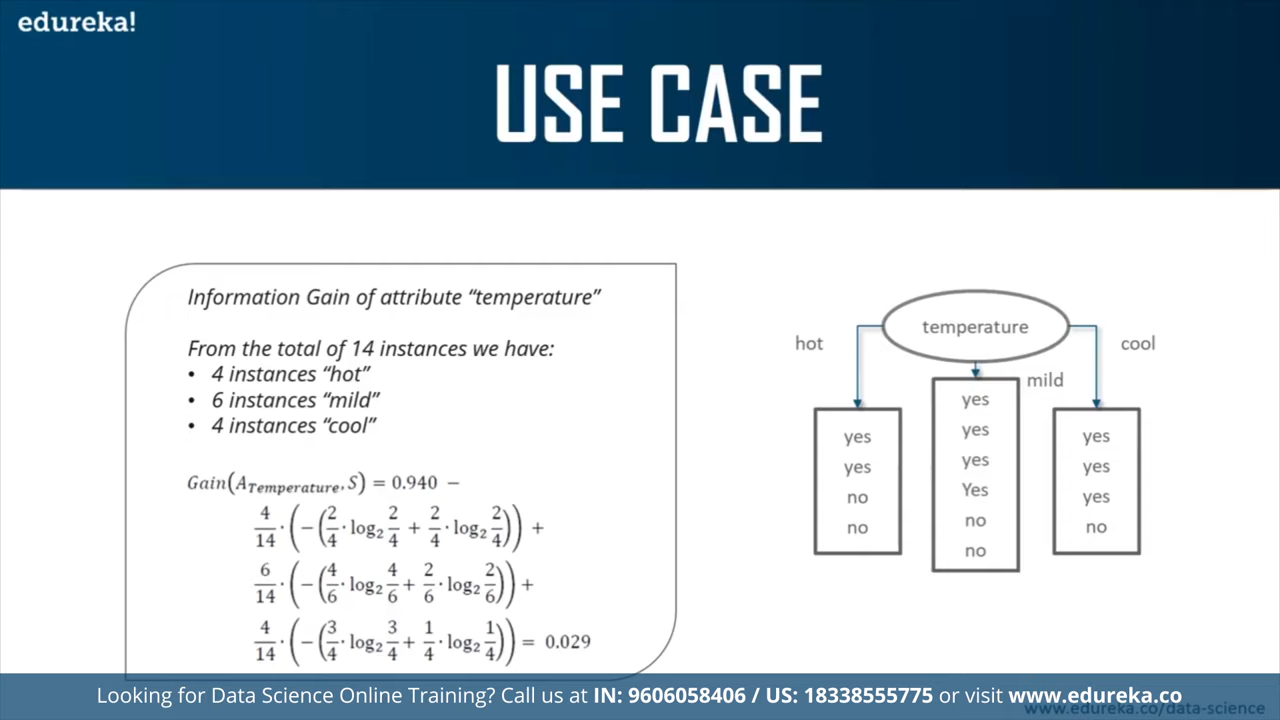 edureka!
USE CASE
Information Gain of attribute “temperature”
From the total of 14 instances we have:
• 4 instances “hot”
• 6 instances “mild”
• 4 instances “cool”
Gain(A_Temperature, S) = 0.940 −
4/14 · (−(2/4 · log₂ 2/4 + 2/4 · log₂ 2/4)) +
6/14 · (−(4/6 · log₂ 4/6 + 2/6 · log₂ 2/6)) +
4/14 · (−(3/4 · log₂ 3/4 + 1/4 · log₂ 1/4)) = 0.029
temperature
hot
cool
mild
yes
yes
no
no
yes
yes
yes
Yes
no
no
yes
yes
yes
no
Looking for Data Science Online Training? Call us at IN: 9606058406 / US: 18338555775 or visit www.edureka.co
www.edureka.co/data-science